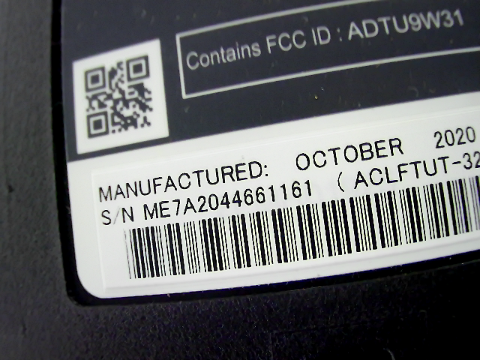 Contains FCC ID : ADTU9W31
MANUFACTURED: OCTOBER 2020
S/N ME7A2044661161 ( ACLFTUT-32